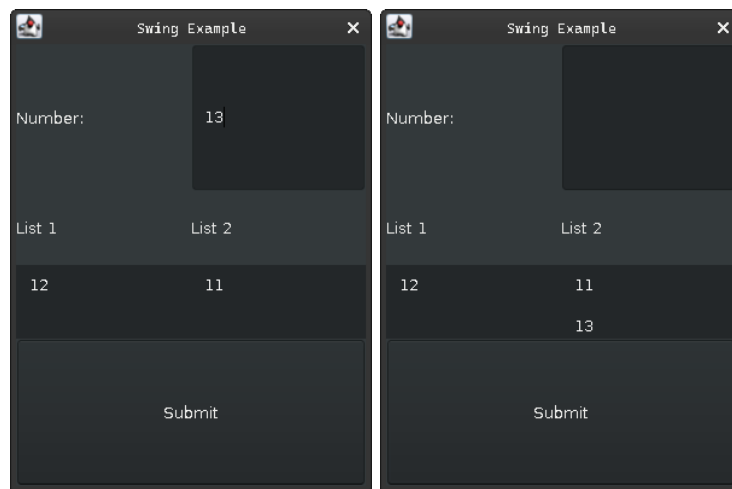 Swing Example
Number:
13
List 1
List 2
12
11
Submit
Swing Example
Number:
List 1
List 2
12
11
13
Submit